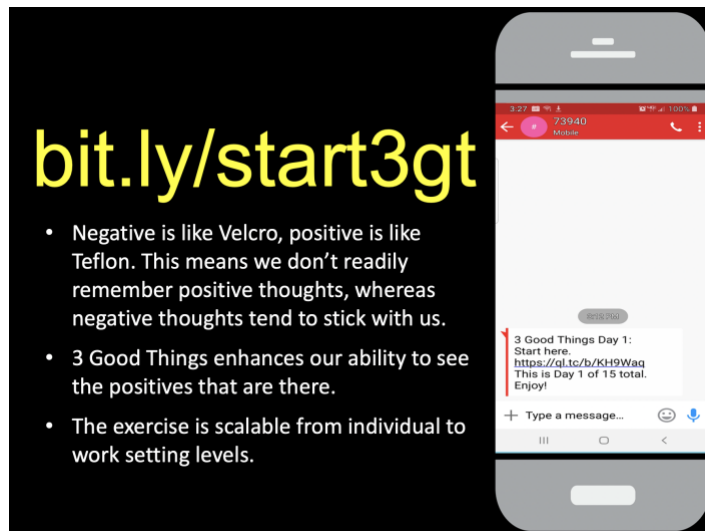 bit.ly/start3gt
• Negative is like Velcro, positive is like
Teflon. This means we don't readily
remember positive thoughts, whereas
negative thoughts tend to stick with us.
• 3 Good Things enhances our ability to see
the positives that are there.
• The exercise is scalable from individual to
work setting levels.
3:27
100%
#
73940
Mobile
3 Good Things Day 1:
Start here.
https://ql.tc/b/KH9Waq
This is Day 1 of 15 total.
Enjoy!
Type a message...